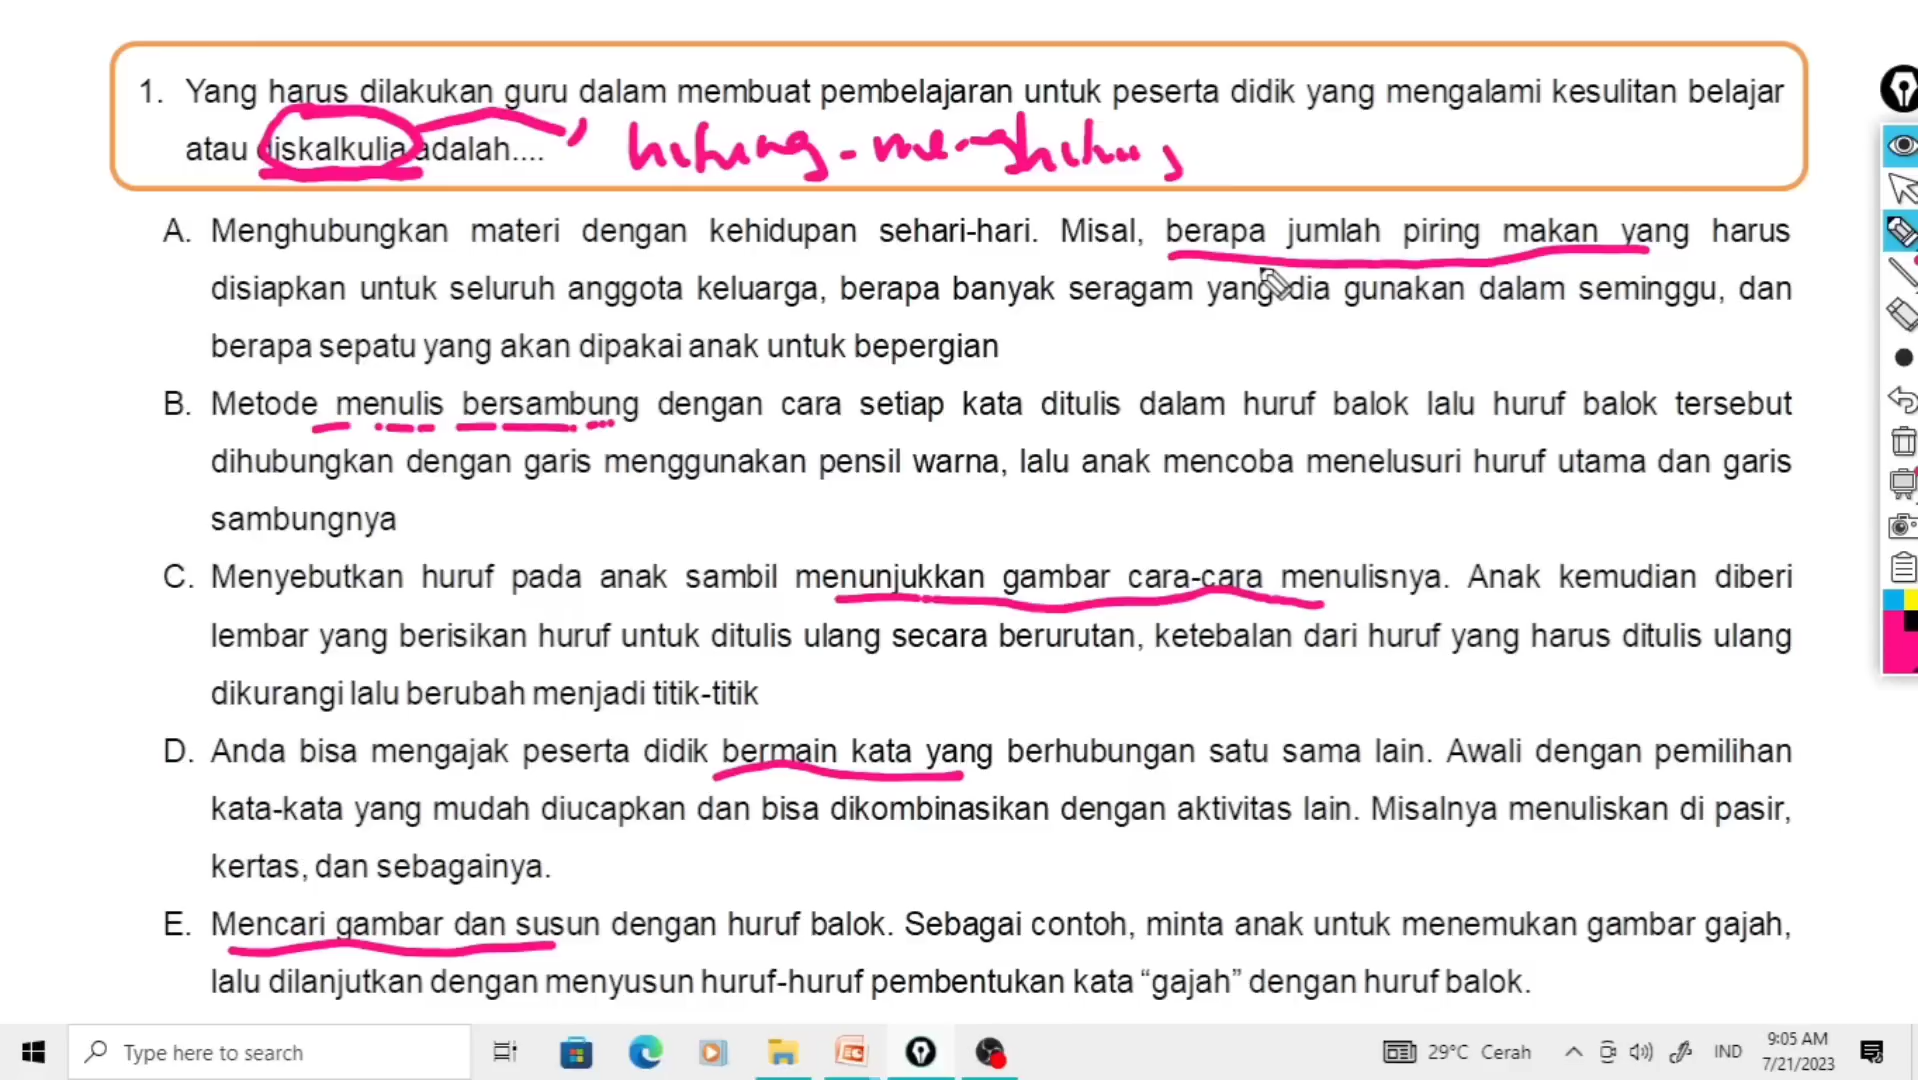 1. Yang harus dilakukan guru dalam membuat pembelajaran untuk peserta didik yang mengalami kesulitan belajar
atau diskalkulia adalah.... hitung-menghitung
A. Menghubungkan materi dengan kehidupan sehari-hari. Misal, berapa jumlah piring makan yang harus
disiapkan untuk seluruh anggota keluarga, berapa banyak seragam yang dia gunakan dalam seminggu, dan
berapa sepatu yang akan dipakai anak untuk bepergian
B. Metode menulis bersambung dengan cara setiap kata ditulis dalam huruf balok lalu huruf balok tersebut
dihubungkan dengan garis menggunakan pensil warna, lalu anak mencoba menelusuri huruf utama dan garis
sambungnya
C. Menyebutkan huruf pada anak sambil menunjukkan gambar cara-cara menulisnya. Anak kemudian diberi
lembar yang berisikan huruf untuk ditulis ulang secara berurutan, ketebalan dari huruf yang harus ditulis ulang
dikurangi lalu berubah menjadi titik-titik
D. Anda bisa mengajak peserta didik bermain kata yang berhubungan satu sama lain. Awali dengan pemilihan
kata-kata yang mudah diucapkan dan bisa dikombinasikan dengan aktivitas lain. Misalnya menuliskan di pasir,
kertas, dan sebagainya.
E. Mencari gambar dan susun dengan huruf balok. Sebagai contoh, minta anak untuk menemukan gambar gajah,
lalu dilanjutkan dengan menyusun huruf-huruf pembentukan kata “gajah” dengan huruf balok.
Type here to search
29°C Cerah
IND
9:05 AM
7/21/2023